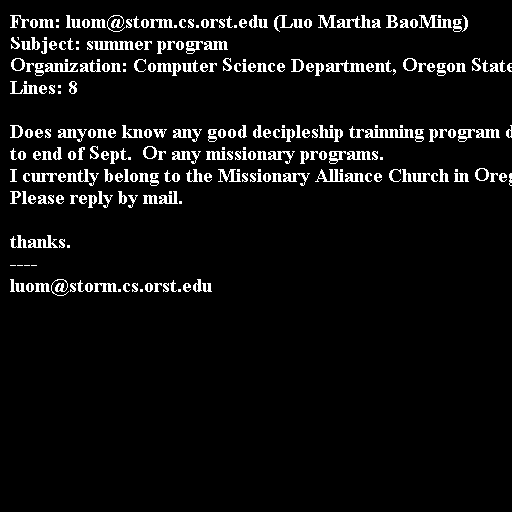 From: luom@storm.cs.orst.edu (Luo Martha BaoMing)
Subject: summer program
Organization: Computer Science Department, Oregon State
Lines: 8

Does anyone know any good decipleship trainning program
to end of Sept.  Or any missionary programs.
I currently belong to the Missionary Alliance Church in
Please reply by mail.

thanks.
----
luom@storm.cs.orst.edu